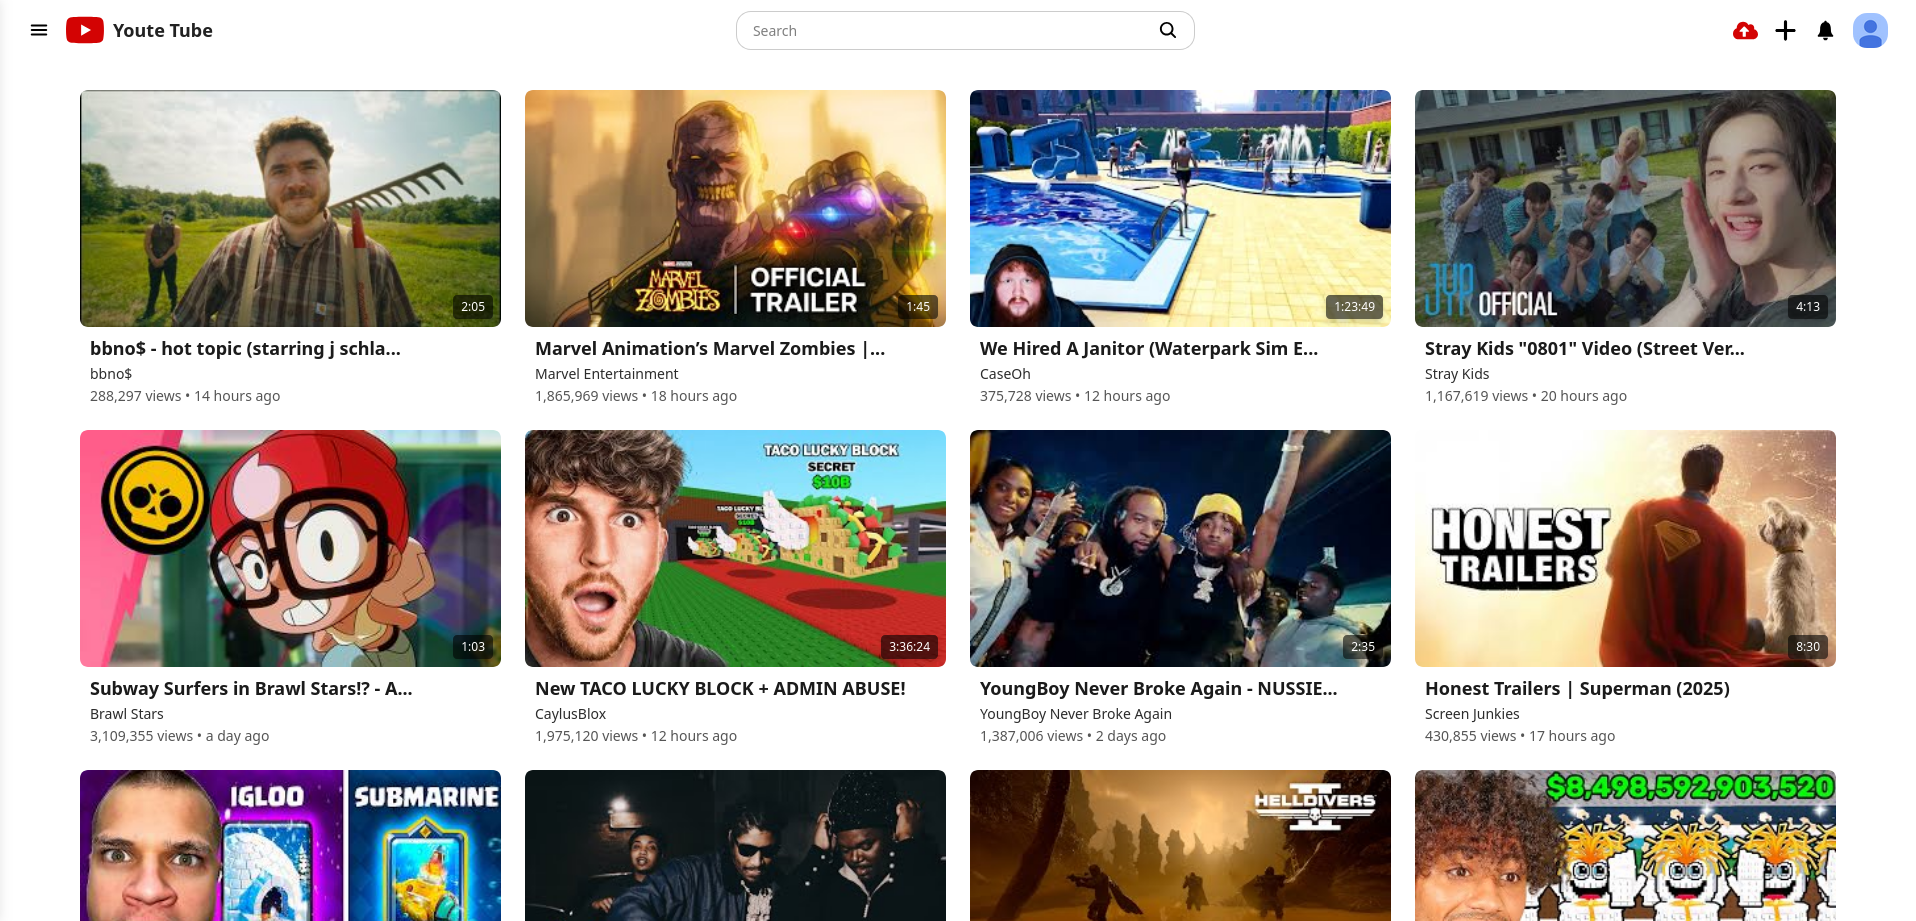 Youte Tube
Search
2:05
MARVEL ZOMBIES | OFFICIAL TRAILER
1:45
1:23:49
OFFICIAL
4:13
bbno$ - hot topic (starring j schla...
bbno$
288,297 views • 14 hours ago
Marvel Animation’s Marvel Zombies |...
Marvel Entertainment
1,865,969 views • 18 hours ago
We Hired A Janitor (Waterpark Sim E...
CaseOh
375,728 views • 12 hours ago
Stray Kids "0801" Video (Street Ver...
Stray Kids
1,167,619 views • 20 hours ago
1:03
TACO LUCKY BLOCK
SECRET
$10B
3:36:24
2:35
HONEST
TRAILERS
8:30
Subway Surfers in Brawl Stars!? - A...
Brawl Stars
3,109,355 views • a day ago
New TACO LUCKY BLOCK + ADMIN ABUSE!
CaylusBlox
1,975,120 views • 12 hours ago
YoungBoy Never Broke Again - NUSSIE...
YoungBoy Never Broke Again
1,387,006 views • 2 days ago
Honest Trailers | Superman (2025)
Screen Junkies
430,855 views • 17 hours ago
IGLOO
SUBMARINE
HELLDIVERS
II
$8,498,592,903,520